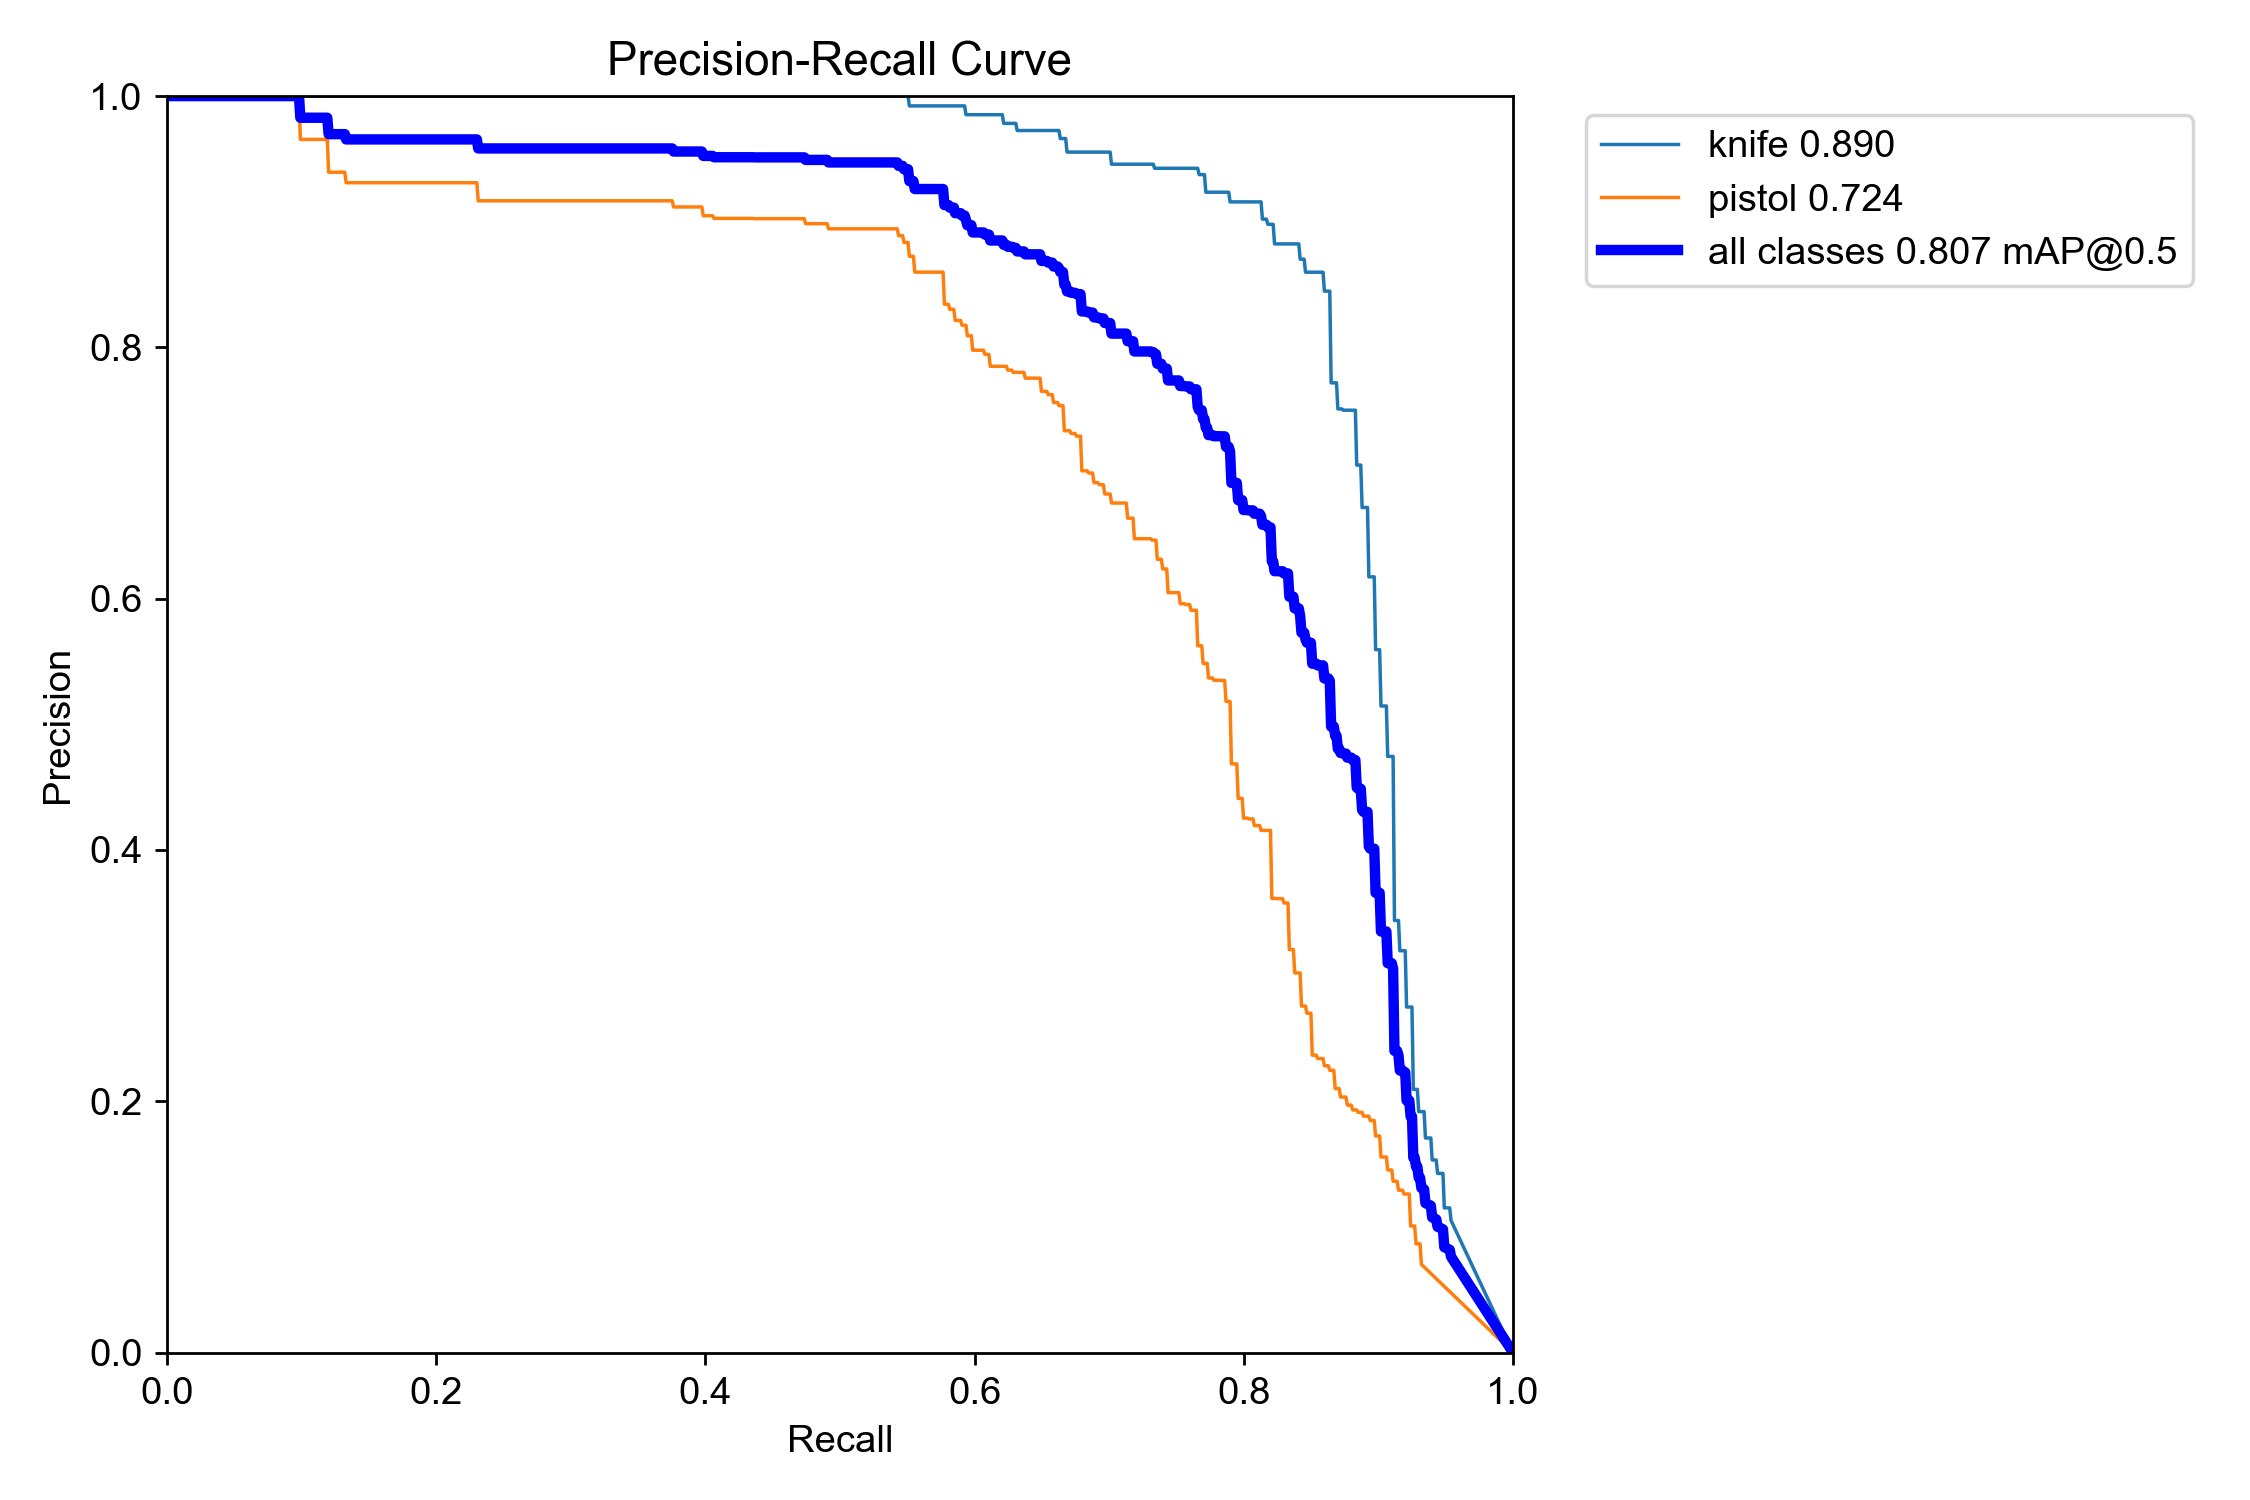 Precision-Recall Curve
1.0
0.8
0.6
0.4
0.2
0.0
Precision
0.0 0.2 0.4 0.6 0.8 1.0
Recall
knife 0.890
pistol 0.724
all classes 0.807 mAP@0.5